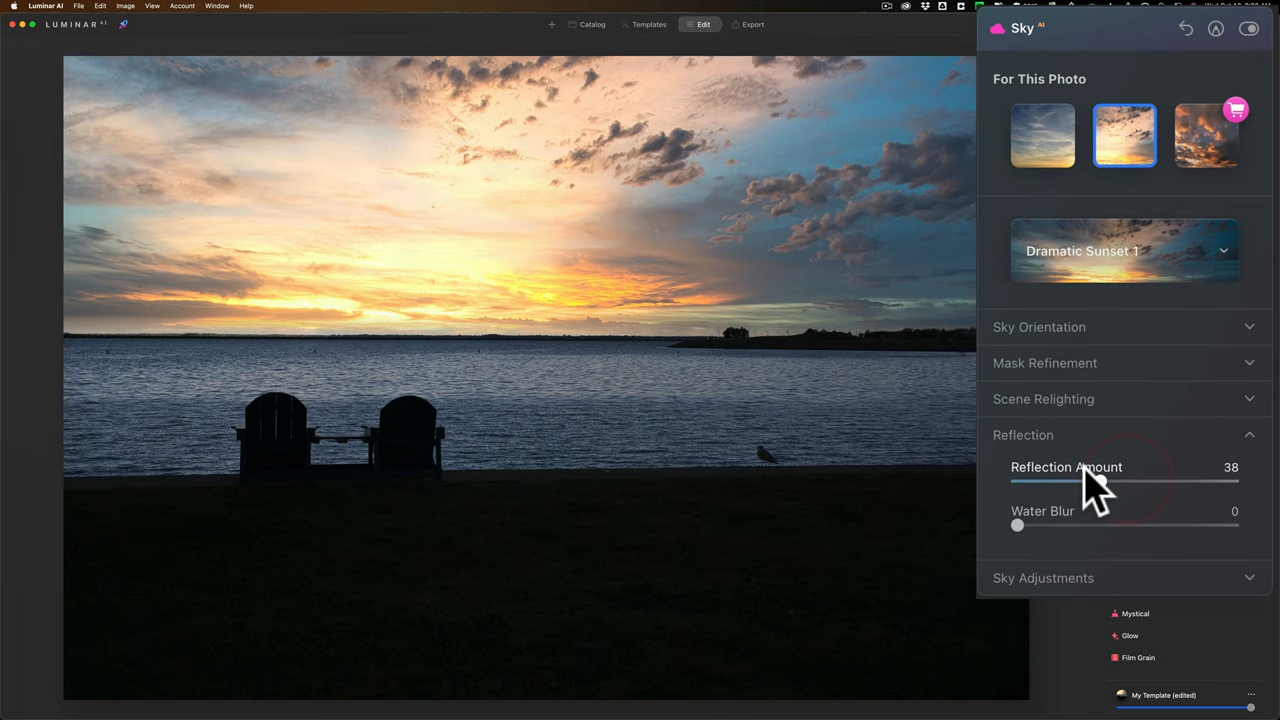 Luminar AI File Edit Image View Account Window Help
LUMINAR AI
Catalog Templates Edit Export
Sky AI
For This Photo
Dramatic Sunset 1
Sky Orientation
Mask Refinement
Scene Relighting
Reflection
Reflection Amount 38
Water Blur 0
Sky Adjustments
Mystical
Glow
Film Grain
My Template (edited)